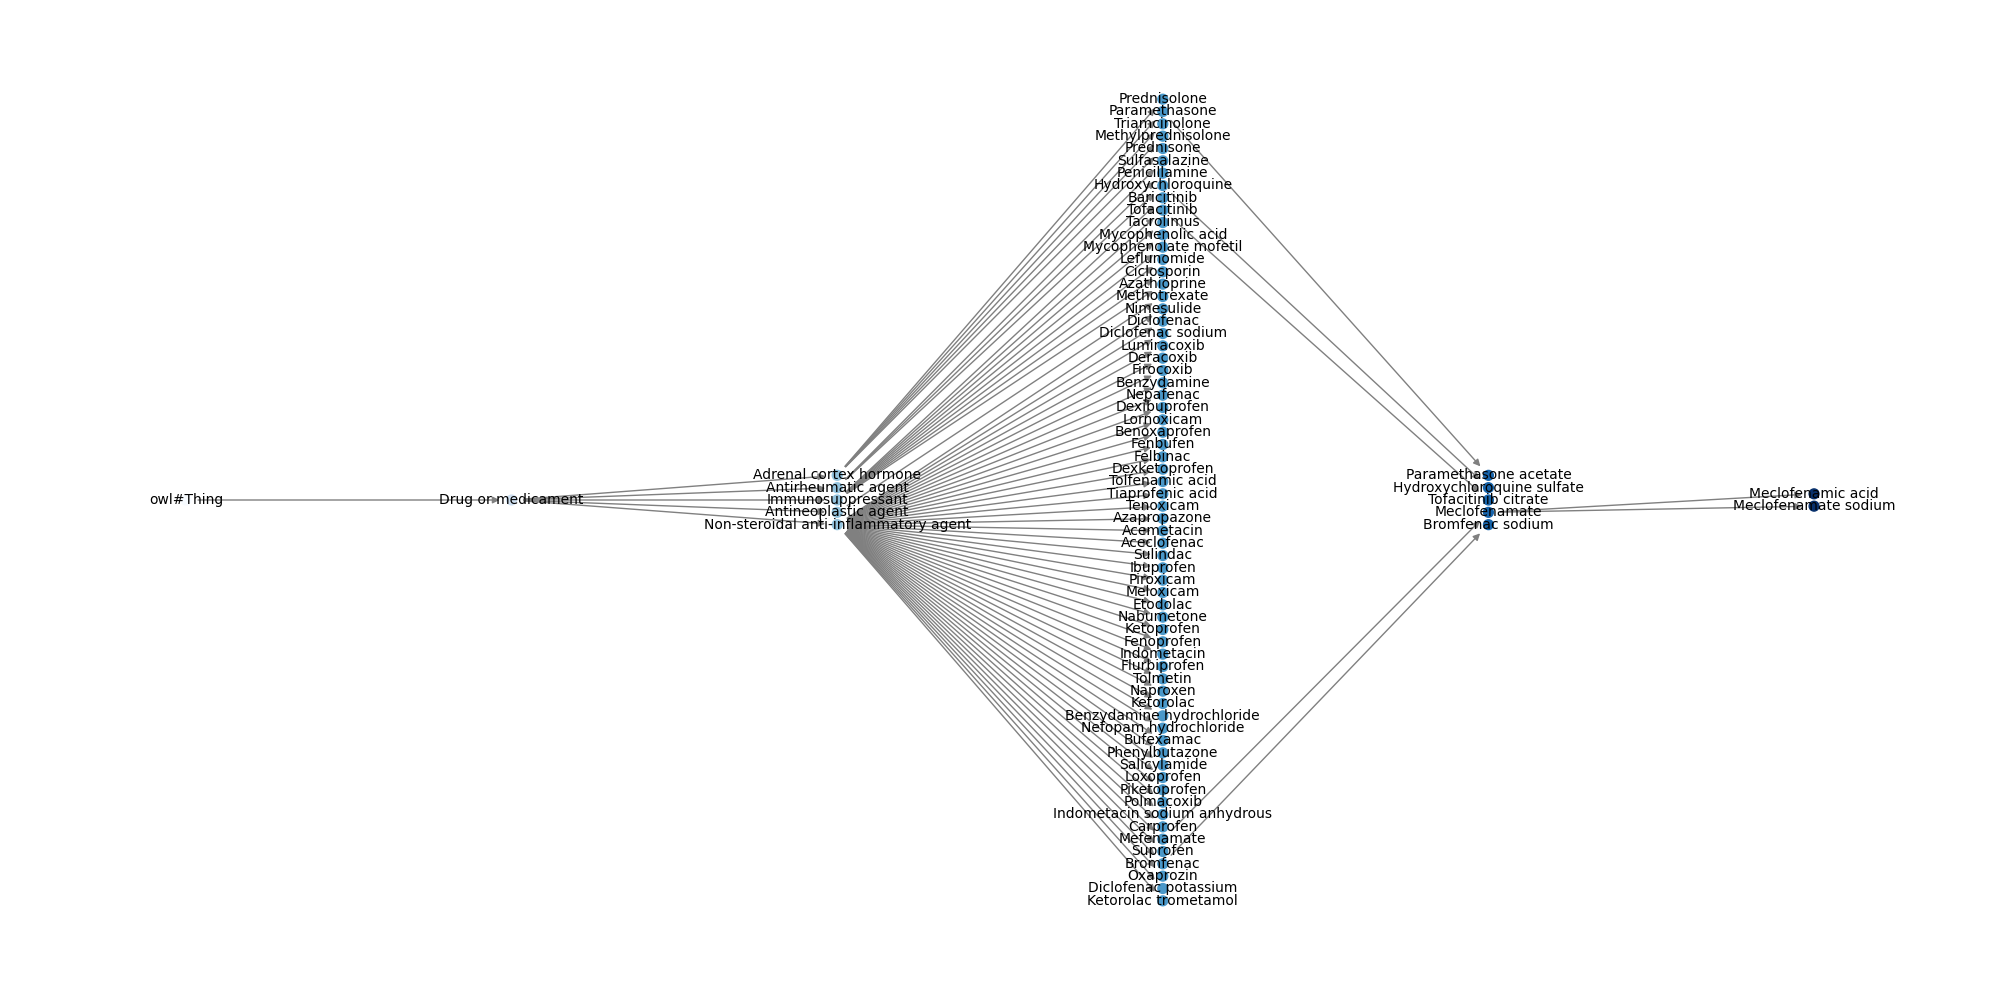 owl#Thing
Drug or medicament
Adrenal cortex hormone
Antirheumatic agent
Immunosuppressant
Antineoplastic agent
Non-steroidal anti-inflammatory agent
Prednisolone
Paramethasone
Triamcinolone
Methylprednisolone
Prednisone
Sulfasalazine
Penicillamine
Hydroxychloroquine
Baricitinib
Tofacitinib
Tacrolimus
Mycophenolic acid
Mycophenolate mofetil
Leflunomide
Ciclosporin
Azathioprine
Methotrexate
Nimesulide
Diclofenac
Diclofenac sodium
Lumiracoxib
Deracoxib
Firocoxib
Benzydamine
Nepafenac
Dexibuprofen
Lornoxicam
Benoxaprofen
Fenbufen
Felbinac
Dexketoprofen
Tolfenamic acid
Tiaprofenic acid
Tenoxicam
Azapropazone
Acemetacin
Aceclofenac
Sulindac
Ibuprofen
Piroxicam
Meloxicam
Etodolac
Nabumetone
Ketoprofen
Fenoprofen
Indometacin
Flurbiprofen
Tolmetin
Naproxen
Ketorolac
Benzydamine hydrochloride
Nefopam hydrochloride
Bufexamac
Phenylbutazone
Salicylamide
Loxoprofen
Piketoprofen
Polmacoxib
Indometacin sodium anhydrous
Carprofen
Mefenamate
Suprofen
Bromfenac
Oxaprozin
Diclofenac potassium
Ketorolac trometamol
Paramethasone acetate
Hydroxychloroquine sulfate
Tofacitinib citrate
Meclofenamate
Bromfenac sodium
Meclofenamic acid
Meclofenamate sodium